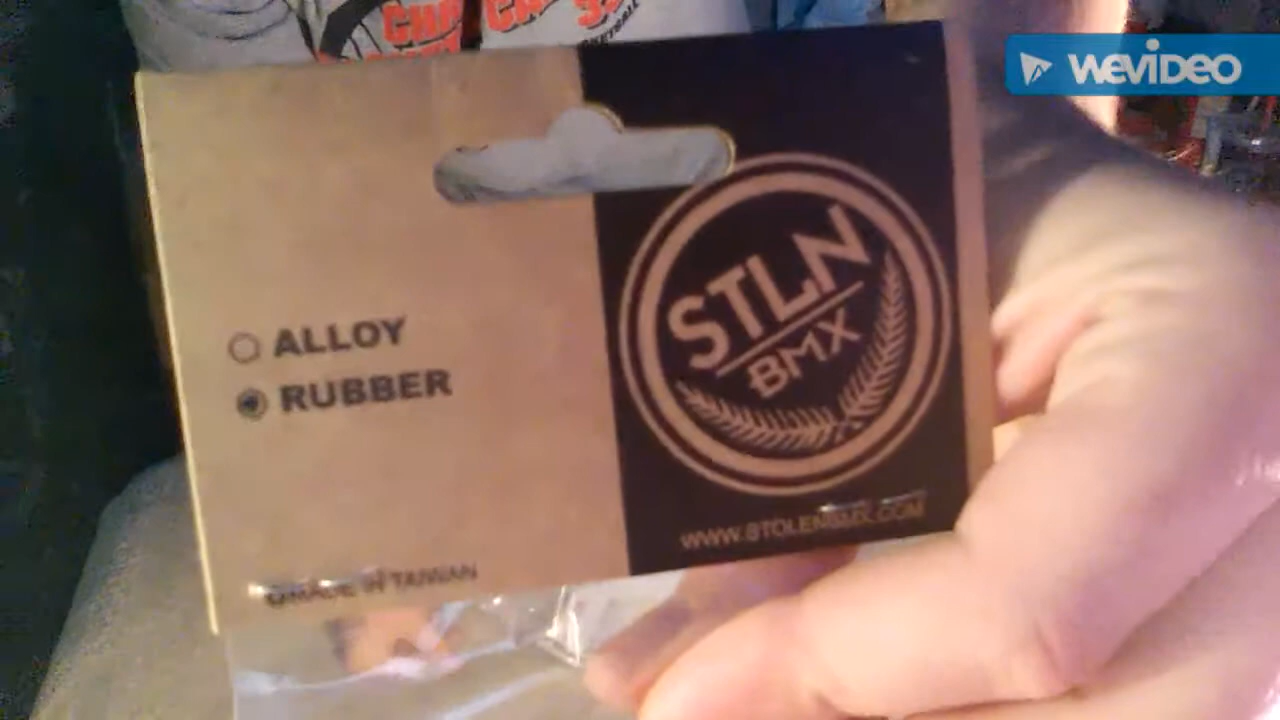 WEVIDEO
STLN
BMX
ALLOY
RUBBER
WWW.STOLENBMX.COM
MADE IN TAIWAN